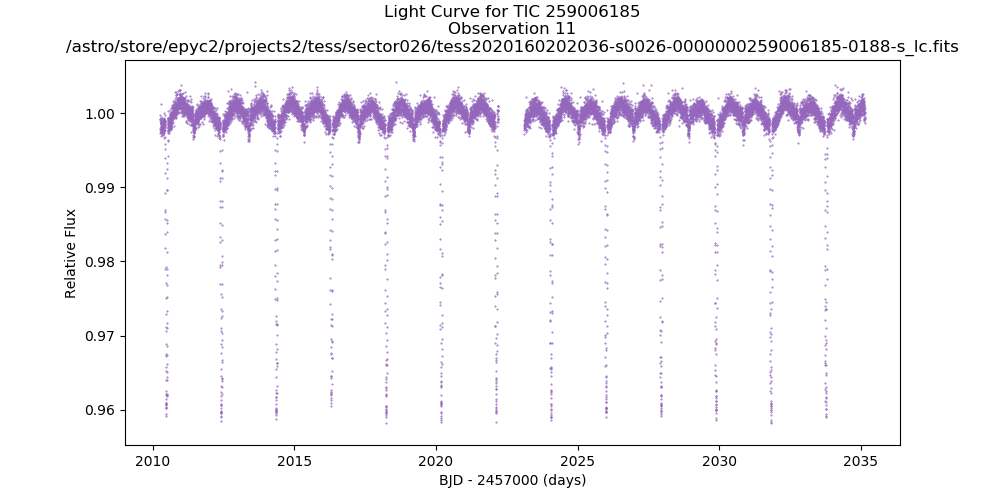 Light Curve for TIC 259006185
Observation 11
/astro/store/epyc2/projects2/tess/sector026/tess2020160202036-s0026-0000000259006185-0188-s_lc.fits
1.00
0.99
0.98
0.97
0.96
Relative Flux
2010
2015
2020
2025
2030
2035
BJD - 2457000 (days)